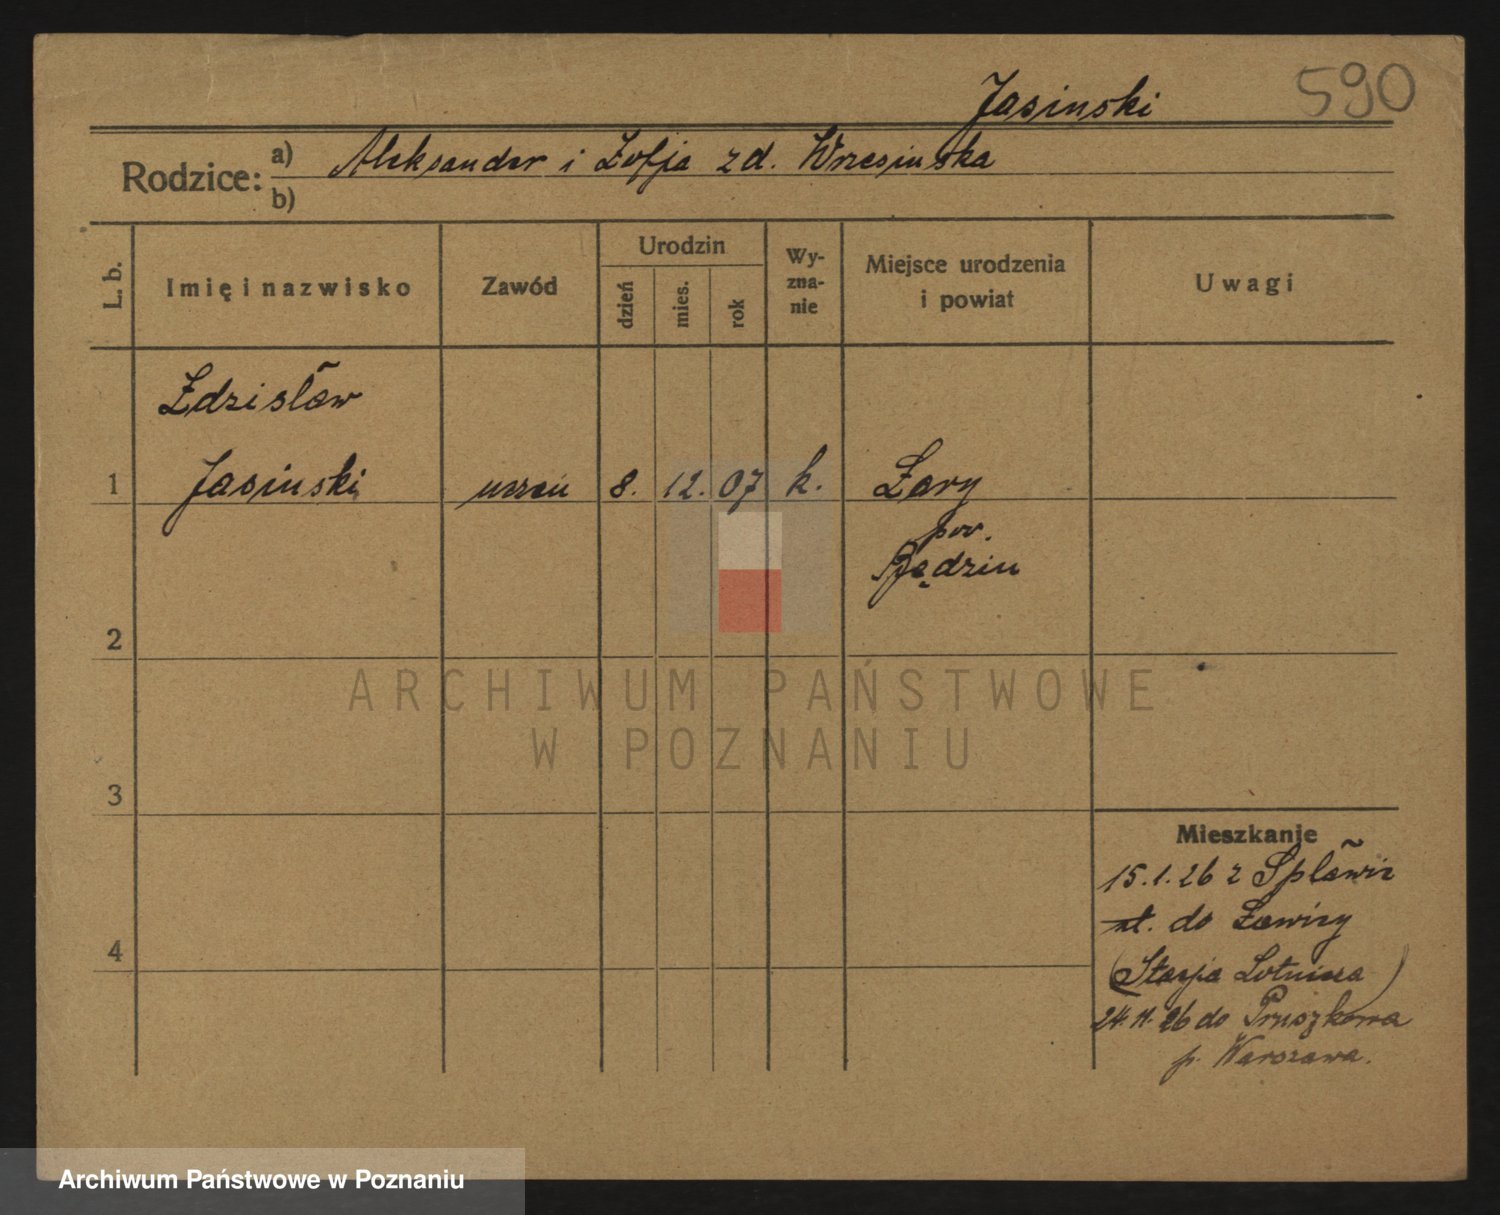 Jasinski
590
Rodzice:
a) Aleksander i Zofja zd. Wrzesinska
b)
L. b.
Imię i nazwisko
Zawód
Urodzin
dzień
mies.
rok
Wy-
zna-
nie
Miejsce urodzenia
i powiat
Uwagi
Zdzisław
1 Jasinski uczeń 8. 12. 07 k. Żary
pow.
Będzin
2
3
4
Mieszkanie
15.1.26 z Spławiz
do Ławicy
(Stacja Lotnicza)
24.11.26 do Pruszkowa
p. Warszawa.
ARCHIWUM PAŃSTWOWE
W POZNANIU
Archiwum Państwowe w Poznaniu